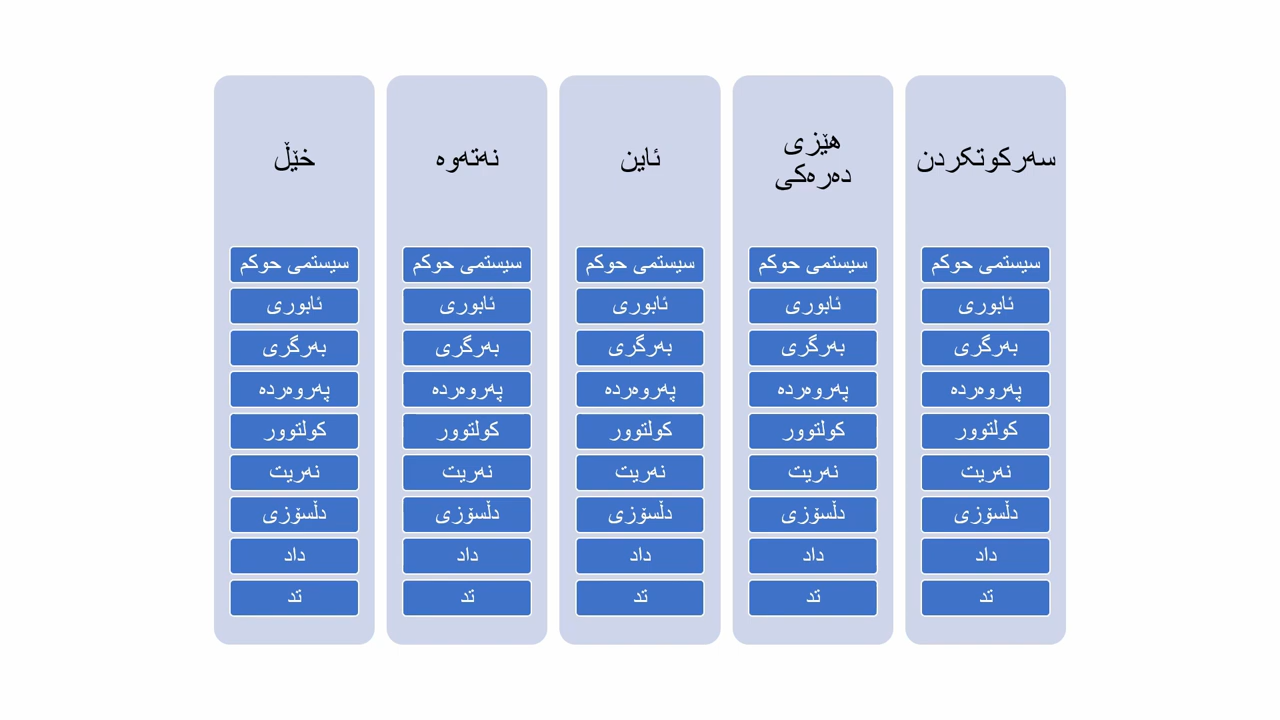 سەرکوتکردن
سیستمی حوکم
ئابوری
بەرگری
پەروەردە
کولتوور
نەریت
دڵسۆزی
داد
تد
هێزی
دەرەکی
سیستمی حوکم
ئابوری
بەرگری
پەروەردە
کولتوور
نەریت
دڵسۆزی
داد
تد
ئاین
سیستمی حوکم
ئابوری
بەرگری
پەروەردە
کولتوور
نەریت
دڵسۆزی
داد
تد
نەتەوە
سیستمی حوکم
ئابوری
بەرگری
پەروەردە
کولتوور
نەریت
دڵسۆزی
داد
تد
خێڵ
سیستمی حوکم
ئابوری
بەرگری
پەروەردە
کولتوور
نەریت
دڵسۆزی
داد
تد